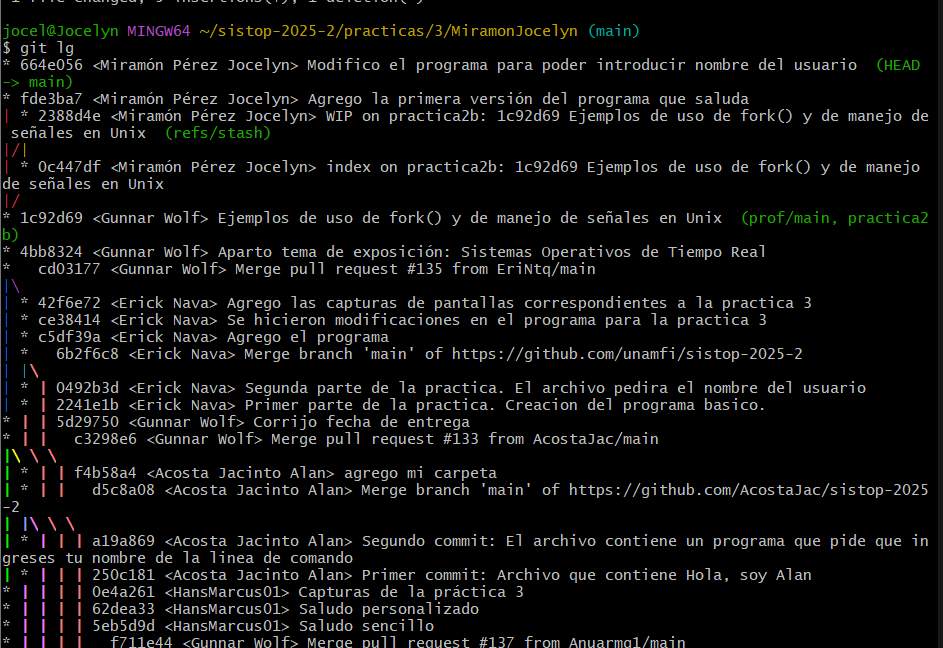 1 file changed, 9 insertions(+), 1 deletion(-)
jocel@Jocelyn MINGW64 ~/sistop-2025-2/practicas/3/MiramonJocelyn (main)
$ git lg
* 664e056 <Miramón Pérez Jocelyn> Modifico el programa para poder introducir nombre del usuario  (HEAD
-> main)
* fde3ba7 <Miramón Pérez Jocelyn> Agrego la primera versión del programa que saluda
| * 2388d4e <Miramón Pérez Jocelyn> WIP on practica2b: 1c92d69 Ejemplos de uso de fork() y de manejo de
 señales en Unix  (refs/stash)
|/|
| * 0c447df <Miramón Pérez Jocelyn> index on practica2b: 1c92d69 Ejemplos de uso de fork() y de manejo
de señales en Unix
|/
* 1c92d69 <Gunnar Wolf> Ejemplos de uso de fork() y de manejo de señales en Unix  (prof/main, practica2
b)
* 4bb8324 <Gunnar Wolf> Aparto tema de exposición: Sistemas Operativos de Tiempo Real
*   cd03177 <Gunnar Wolf> Merge pull request #135 from EriNtq/main
|\
| * 42f6e72 <Erick Nava> Agrego las capturas de pantallas correspondientes a la practica 3
| * ce38414 <Erick Nava> Se hicieron modificaciones en el programa para la practica 3
| * c5df39a <Erick Nava> Agrego el programa
| *   6b2f6c8 <Erick Nava> Merge branch 'main' of https://github.com/unamfi/sistop-2025-2
| |\
| * | 0492b3d <Erick Nava> Segunda parte de la practica. El archivo pedira el nombre del usuario
| * | 2241e1b <Erick Nava> Primer parte de la practica. Creacion del programa basico.
* | | 5d29750 <Gunnar Wolf> Corrijo fecha de entrega
* | |   c3298e6 <Gunnar Wolf> Merge pull request #133 from AcostaJac/main
|\ \ \
| * | | f4b58a4 <Acosta Jacinto Alan> agrego mi carpeta
| * | |   d5c8a08 <Acosta Jacinto Alan> Merge branch 'main' of https://github.com/AcostaJac/sistop-2025
-2
| |\ \ \
| * | | | a19a869 <Acosta Jacinto Alan> Segundo commit: El archivo contiene un programa que pide que in
greses tu nombre de la linea de comando
| * | | | 250c181 <Acosta Jacinto Alan> Primer commit: Archivo que contiene Hola, soy Alan
* | | | | 0e4a261 <HansMarcus01> Capturas de la práctica 3
* | | | | 62dea33 <HansMarcus01> Saludo personalizado
* | | | | 5eb5d9d <HansMarcus01> Saludo sencillo
* | | | |   f711e44 <Gunnar Wolf> Merge pull request #137 from Anuarmq1/main